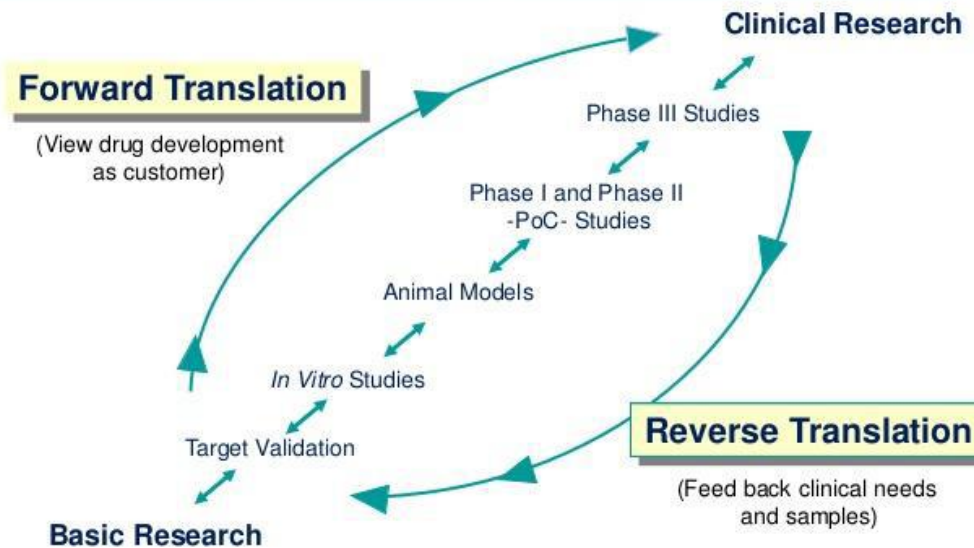 Clinical Research
Forward Translation
(View drug development
as customer)
Phase III Studies
Phase I and Phase II
-PoC- Studies
Animal Models
In Vitro Studies
Target Validation
Reverse Translation
(Feed back clinical needs
and samples)
Basic Research